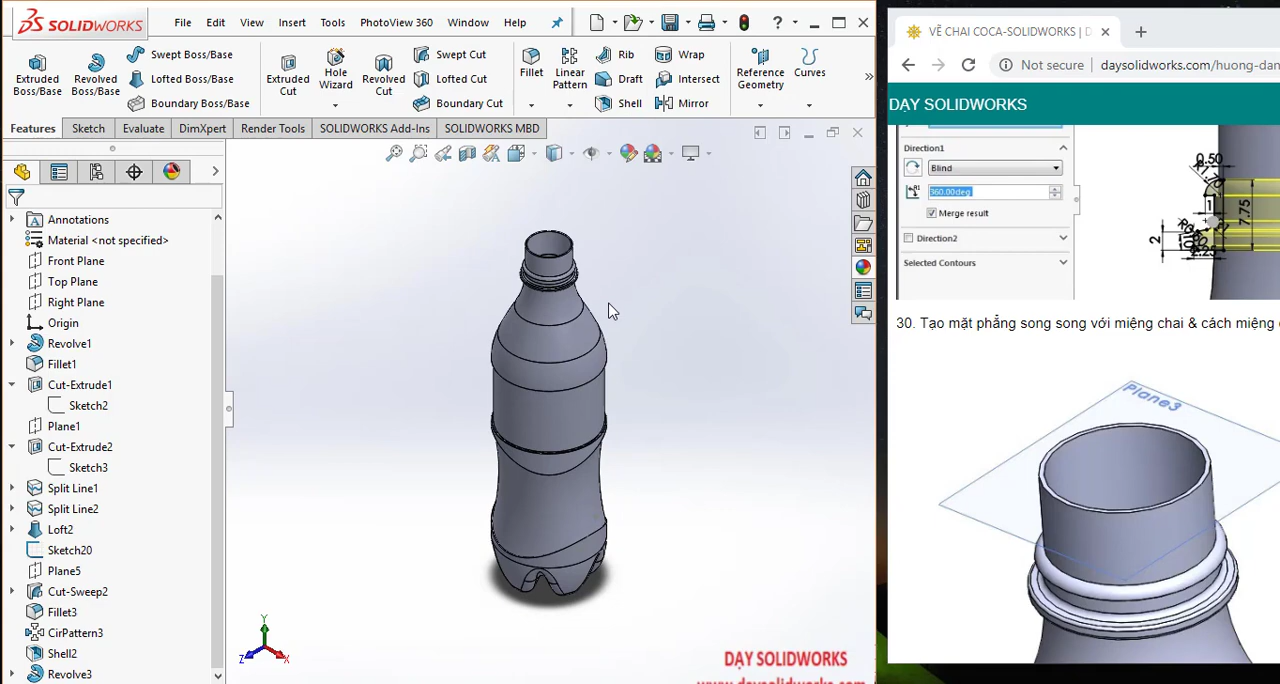 SOLIDWORKS File Edit View Insert Tools PhotoView 360 Window Help ?
Extruded Boss/Base
Revolved Boss/Base
Swept Boss/Base
Lofted Boss/Base
Boundary Boss/Base
Extruded Cut
Hole Wizard
Revolved Cut
Swept Cut
Lofted Cut
Boundary Cut
Fillet
Linear Pattern
Rib
Draft
Shell
Wrap
Intersect
Mirror
Reference Geometry
Curves
Features Sketch Evaluate DimXpert Render Tools SOLIDWORKS Add-Ins SOLIDWORKS MBD
Annotations
Material <not specified>
Front Plane
Top Plane
Right Plane
Origin
Revolve1
Fillet1
Cut-Extrude1
Sketch2
Plane1
Cut-Extrude2
Sketch3
Split Line1
Split Line2
Loft2
Sketch20
Plane5
Cut-Sweep2
Fillet3
CirPattern3
Shell2
Revolve3
Y
Z
X
DẠY SOLIDWORKS
www.daysolidworks.com
VẼ CHAI COCA-SOLIDWORKS | D
Not secure | daysolidworks.com/huong-dan
DẠY SOLIDWORKS
Direction1
Blind
360.00deg
Merge result
Direction2
Selected Contours
0.50
1
7.75
2
30. Tạo mặt phẳng song song với miệng chai & cách miệng
Plane3